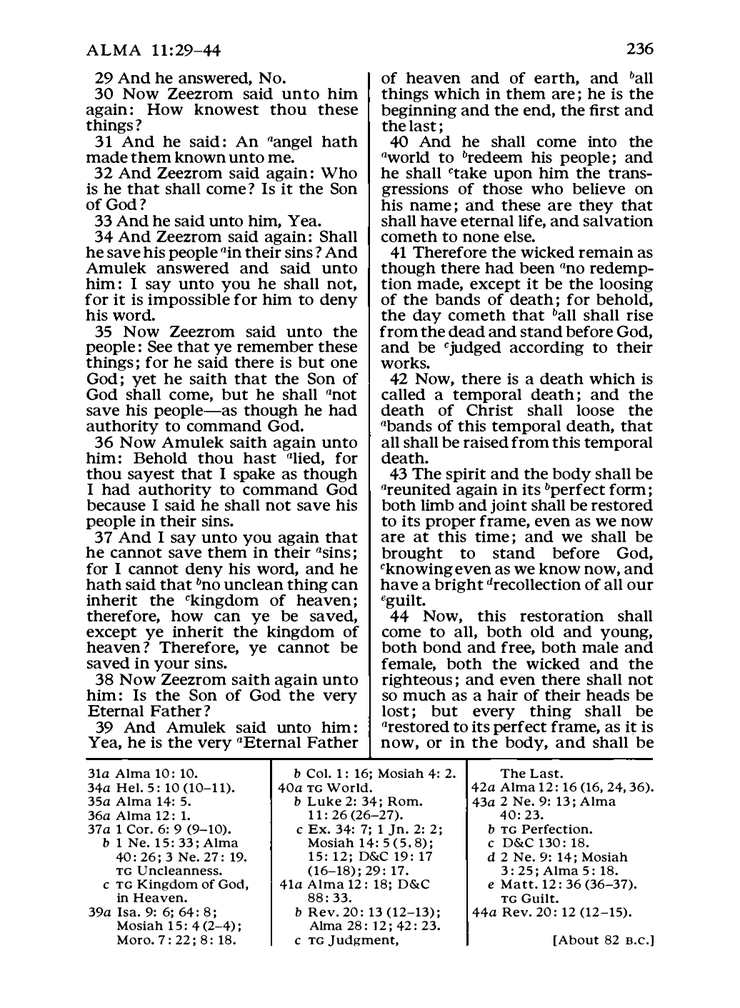 ALMA 11:29–44
236
29 And he answered, No.
30 Now Zeezrom said unto him
again: How knowest thou these
things?
31 And he said: An aangel hath
made them known unto me.
32 And Zeezrom said again: Who
is he that shall come? Is it the Son
of God?
33 And he said unto him, Yea.
34 And Zeezrom said again: Shall
he save his people ain their sins? And
Amulek answered and said unto
him: I say unto you he shall not,
for it is impossible for him to deny
his word.
35 Now Zeezrom said unto the
people: See that ye remember these
things; for he said there is but one
God; yet he saith that the Son of
God shall come, but he shall anot
save his people—as though he had
authority to command God.
36 Now Amulek saith again unto
him: Behold thou hast alied, for
thou sayest that I spake as though
I had authority to command God
because I said he shall not save his
people in their sins.
37 And I say unto you again that
he cannot save them in their asins;
for I cannot deny his word, and he
hath said that bno unclean thing can
inherit the ckingdom of heaven;
therefore, how can ye be saved,
except ye inherit the kingdom of
heaven? Therefore, ye cannot be
saved in your sins.
38 Now Zeezrom saith again unto
him: Is the Son of God the very
Eternal Father?
39 And Amulek said unto him:
Yea, he is the very aEternal Father
of heaven and of earth, and ball
things which in them are; he is the
beginning and the end, the first and
the last;
40 And he shall come into the
aworld to bredeem his people; and
he shall ctake upon him the trans-
gressions of those who believe on
his name; and these are they that
shall have eternal life, and salvation
cometh to none else.
41 Therefore the wicked remain as
though there had been ano redemp-
tion made, except it be the loosing
of the bands of death; for behold,
the day cometh that ball shall rise
from the dead and stand before God,
and be cjudged according to their
works.
42 Now, there is a death which is
called a temporal death; and the
death of Christ shall loose the
abands of this temporal death, that
all shall be raised from this temporal
death.
43 The spirit and the body shall be
areunited again in its bperfect form;
both limb and joint shall be restored
to its proper frame, even as we now
are at this time; and we shall be
brought to stand before God,
cknowing even as we know now, and
have a bright drecollection of all our
eguilt.
44 Now, this restoration shall
come to all, both old and young,
both bond and free, both male and
female, both the wicked and the
righteous; and even there shall not
so much as a hair of their heads be
lost; but every thing shall be
arestored to its perfect frame, as it is
now, or in the body, and shall be
31a Alma 10: 10.
34a Hel. 5: 10 (10–11).
35a Alma 14: 5.
36a Alma 12: 1.
37a 1 Cor. 6: 9 (9–10).
b 1 Ne. 15: 33; Alma
40: 26; 3 Ne. 27: 19.
TG Uncleanness.
c TG Kingdom of God,
in Heaven.
39a Isa. 9: 6; 64: 8;
Mosiah 15: 4 (2–4);
Moro. 7: 22; 8: 18.
b Col. 1: 16; Mosiah 4: 2.
40a TG World.
b Luke 2: 34; Rom.
11: 26 (26–27).
c Ex. 34: 7; 1 Jn. 2: 2;
Mosiah 14: 5 (5, 8);
15: 12; D&C 19: 17
(16–18); 29: 17.
41a Alma 12: 18; D&C
88: 33.
b Rev. 20: 13 (12–13);
Alma 28: 12; 42: 23.
c TG Judgment,
The Last.
42a Alma 12: 16 (16, 24, 36).
43a 2 Ne. 9: 13; Alma
40: 23.
b TG Perfection.
c D&C 130: 18.
d 2 Ne. 9: 14; Mosiah
3: 25; Alma 5: 18.
e Matt. 12: 36 (36–37).
TG Guilt.
44a Rev. 20: 12 (12–15).
[About 82 B.C.]